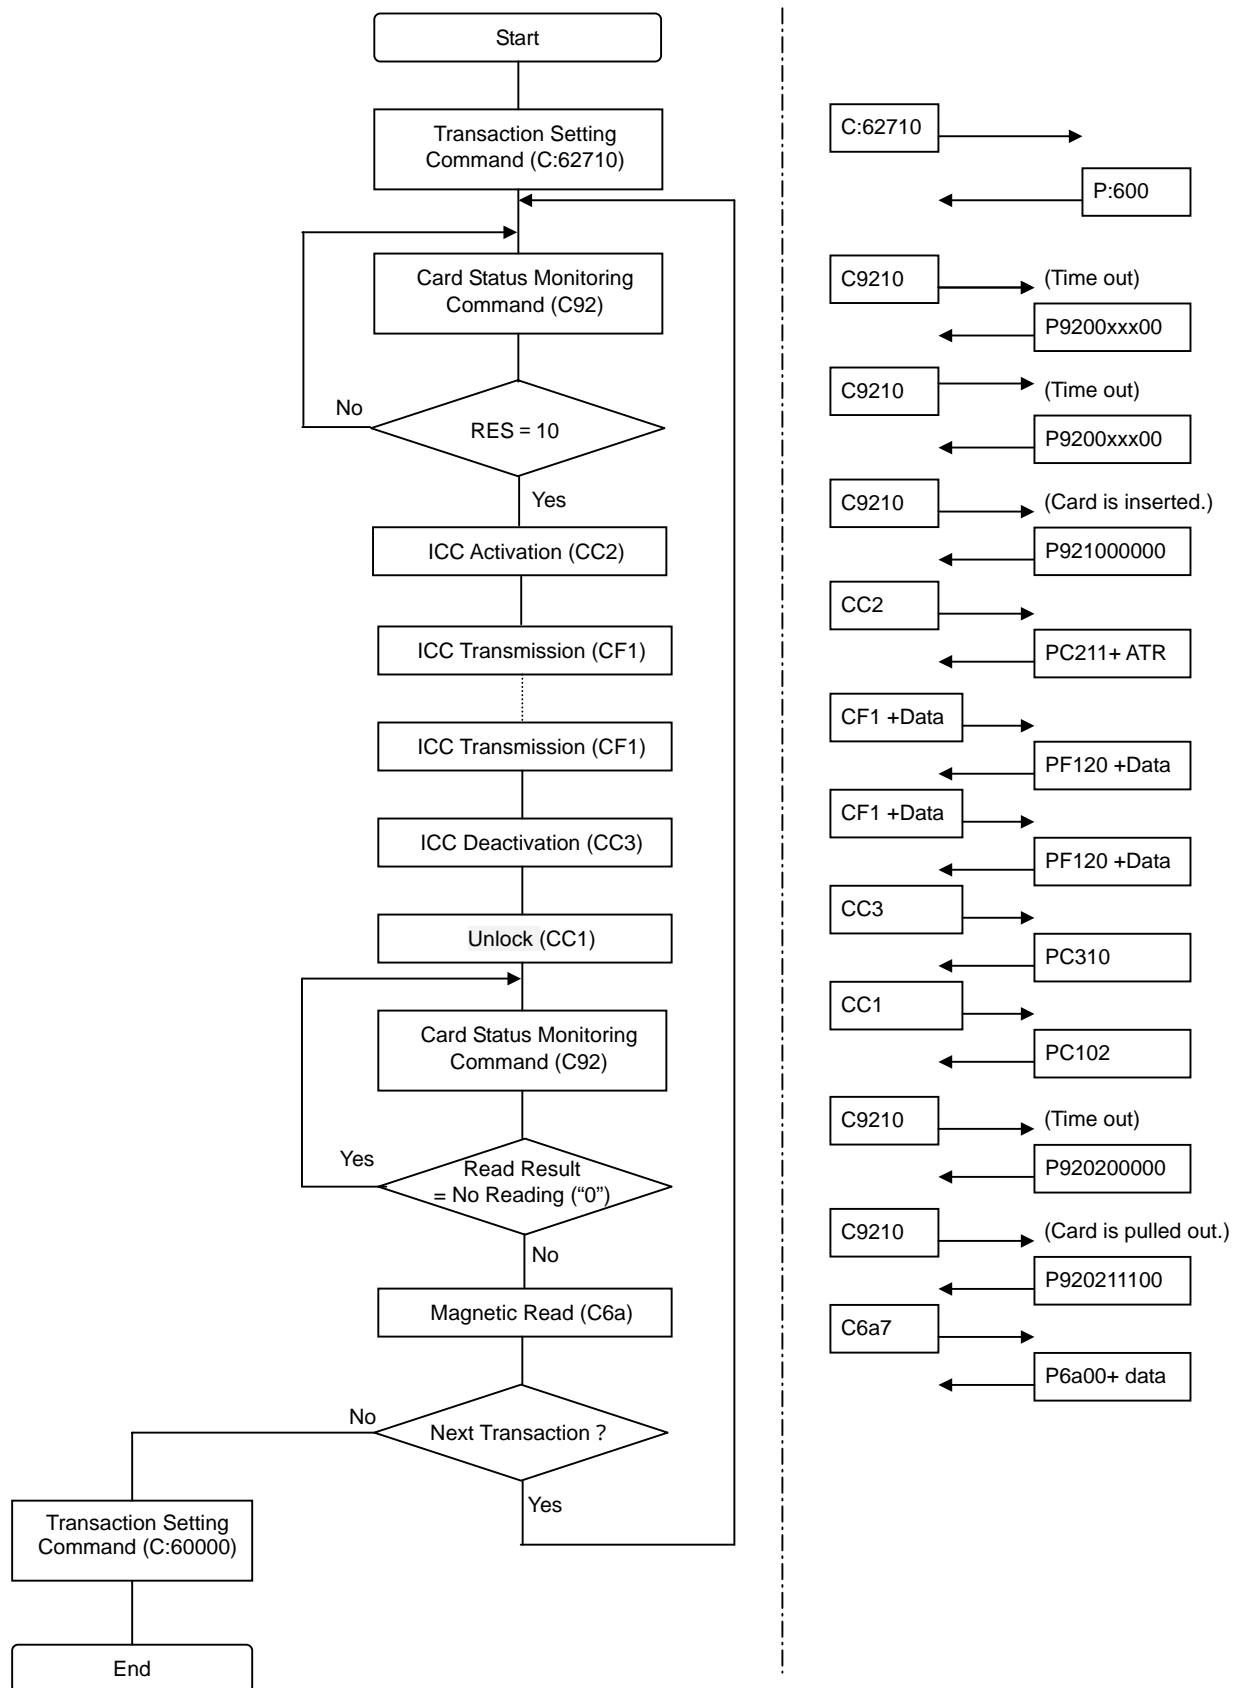 Start
Transaction Setting
Command (C:62710)
Card Status Monitoring
Command (C92)
No
RES = 10
Yes
ICC Activation (CC2)
ICC Transmission (CF1)
ICC Transmission (CF1)
ICC Deactivation (CC3)
Unlock (CC1)
Card Status Monitoring
Command (C92)
Yes
Read Result
= No Reading (“0”)
No
Magnetic Read (C6a)
No
Next Transaction ?
Yes
Transaction Setting
Command (C:60000)
End
C:62710
P:600
C9210
(Time out)
P9200xxx00
C9210
(Time out)
P9200xxx00
C9210
(Card is inserted.)
P921000000
CC2
PC211+ ATR
CF1 +Data
PF120 +Data
CF1 +Data
PF120 +Data
CC3
PC310
CC1
PC102
C9210
(Time out)
P920200000
C9210
(Card is pulled out.)
P920211100
C6a7
P6a00+ data